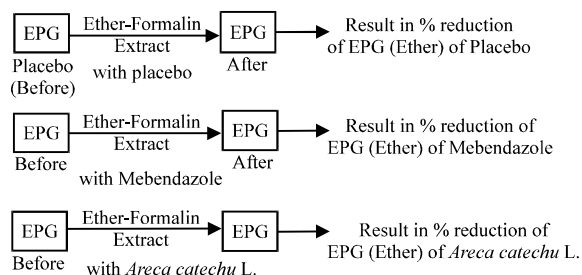 EPG Ether-Formalin EPG Result in % reduction
Extract of EPG (Ether) of Placebo
Placebo with placebo After
(Before)
EPG Ether-Formalin EPG Result in % reduction of
Extract EPG (Ether) of Mebendazole
Before with Mebendazole After
EPG Ether-Formalin EPG Result in % reduction of
Extract EPG (Ether) of Areca catechu L.
Before with Areca catechu L.